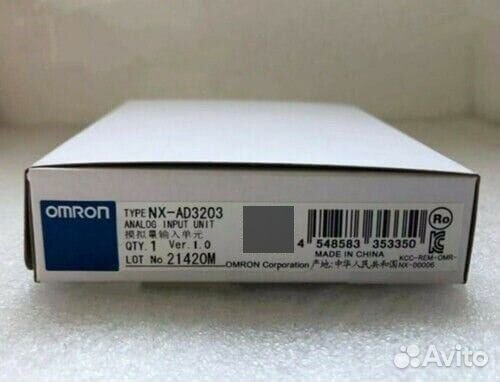 OMRON
TYPE NX-AD3203
ANALOG INPUT UNIT
模拟量输入单元
QTY. 1 Ver.1.0
LOT No 21420M
4 548583 353350
MADE IN CHINA
OMRON Corporation 产地:中华人民共和国
Ro
KCC-REM-OMR-
NX-06006
Avito